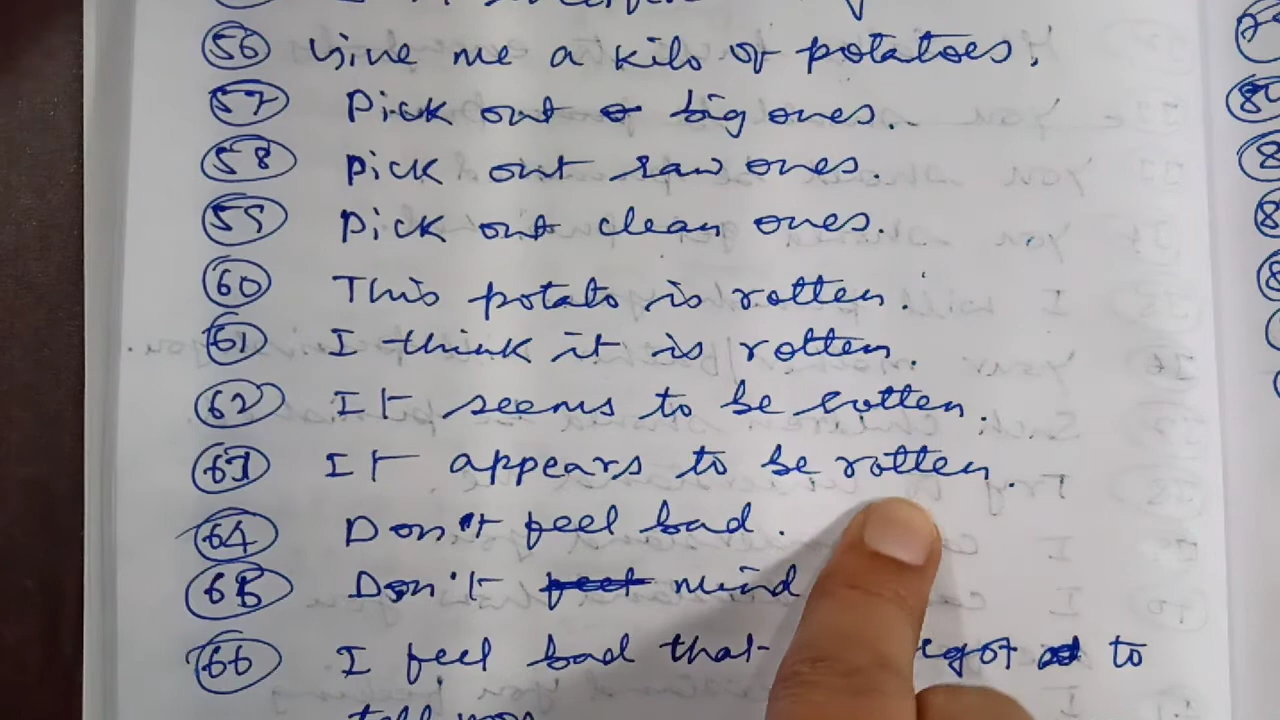 56 Give me a kilo of potatoes.
57 Pick out big ones.
58 Pick out raw ones.
59 Pick out clean ones.
60 This potato is rotten.
61 I think it is rotten.
62 It seems to be rotten.
63 It appears to be rotten.
64 Don't feel bad.
65 Don't mind
66 I feel bad that to
tell you